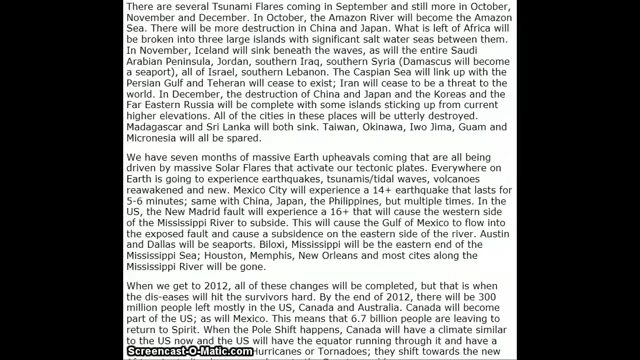 There are several Tsunami Flares coming in September and still more in October,
November and December. In October, the Amazon River will become the Amazon
Sea. There will be more destruction in China and Japan. What is left of Africa will
be broken into three large islands with significant salt water seas between them.
In November, Iceland will sink beneath the waves, as will the entire Saudi
Arabian Peninsula, Jordan, southern Iraq, southern Syria (Damascus will become
a seaport), all of Israel, southern Lebanon. The Caspian Sea will link up with the
Persian Gulf and Teheran will cease to exist; Iran will cease to be a threat to the
world. In December, the destruction of China and Japan and the Koreas and the
Far Eastern Russia will be complete with some islands sticking up from current
higher elevations. All of the cities in these places will be utterly destroyed.
Madagascar and Sri Lanka will both sink. Taiwan, Okinawa, Iwo Jima, Guam and
Micronesia will all be spared.
We have seven months of massive Earth upheavals coming that are all being
driven by massive Solar Flares that activate our tectonic plates. Everywhere on
Earth is going to experience earthquakes, tsunamis/tidal waves, volcanoes
reawakened and new. Mexico City will experience a 14+ earthquake that lasts for
5-6 minutes; same with China, Japan, the Philippines, but multiple times. In the
US, the New Madrid fault will experience a 16+ that will cause the western side
of the Mississippi River to subside. This will cause the Gulf of Mexico to flow into
the exposed fault and cause a subsidence on the eastern side of the river. Austin
and Dallas will be seaports. Biloxi, Mississippi will be the eastern end of the
Mississippi Sea; Houston, Memphis, New Orleans and most cites along the
Mississippi River will be gone.
When we get to 2012, all of these changes will be completed, but that is when
the dis-eases will hit the survivors hard. By the end of 2012, there will be 300
million people left mostly in the US, Canada and Australia. Canada will become
part of the US; as will Mexico. This means that 6.7 billion people are leaving to
return to Spirit. When the Pole Shift happens, Canada will have a climate similar
to the US now and the US will have the equator running through it and have a
Hurricanes or Tornadoes; they shift towards the new
Screencast-O-Matic.com